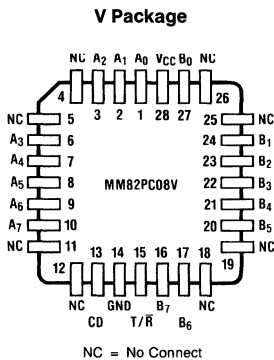 V Package
NC A2 A1 A0 VCC B0 NC
4 3 2 1 28 27 26
NC 5 25 NC
A3 6 24 B1
A4 7 23 B2
A5 8 MM82PC08V 22 B3
A6 9 21 B4
A7 10 20 B5
NC 11 19 NC
12 13 14 15 16 17 18
NC CD GND T/R̅ B7 B6 NC
NC = No Connect